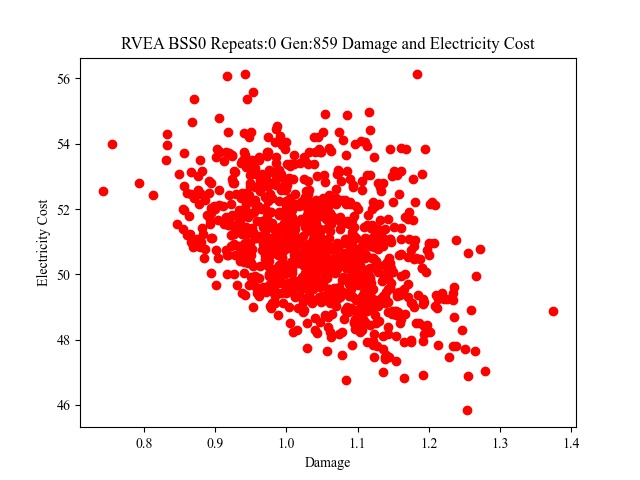 RVEA BSS0 Repeats:0 Gen:859 Damage and Electricity Cost
56
54
52
50
48
46
Electricity Cost
0.8 0.9 1.0 1.1 1.2 1.3 1.4
Damage